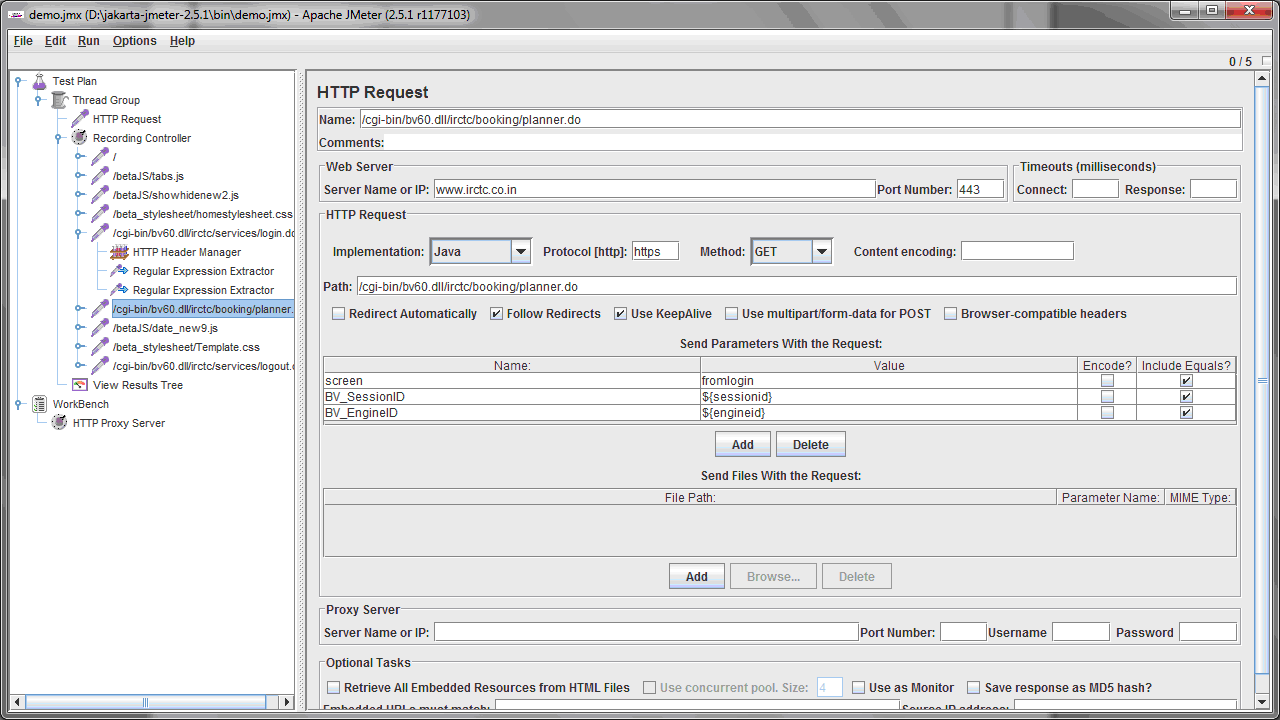 demo.jmx (D:\jakarta-jmeter-2.5.1\bin\demo.jmx) - Apache JMeter (2.5.1 r1177103)
File Edit Run Options Help
0 / 5
Test Plan
Thread Group
HTTP Request
Recording Controller
/
/betaJS/tabs.js
/betaJS/showhidenew2.js
/beta_stylesheet/homestylesheet.css
/cgi-bin/bv60.dll/irctc/services/login.do
HTTP Header Manager
Regular Expression Extractor
Regular Expression Extractor
/cgi-bin/bv60.dll/irctc/booking/planner.
/betaJS/date_new9.js
/beta_stylesheet/Template.css
/cgi-bin/bv60.dll/irctc/services/logout.d
View Results Tree
WorkBench
HTTP Proxy Server
HTTP Request
Name: /cgi-bin/bv60.dll/irctc/booking/planner.do
Comments:
Web Server
Server Name or IP: www.irctc.co.in Port Number: 443
Timeouts (milliseconds)
Connect: Response:
HTTP Request
Implementation: Java Protocol [http]: https Method: GET Content encoding:
Path: /cgi-bin/bv60.dll/irctc/booking/planner.do
Redirect Automatically Follow Redirects Use KeepAlive Use multipart/form-data for POST Browser-compatible headers
Send Parameters With the Request:
Name: Value Encode? Include Equals?
screen fromlogin
BV_SessionID ${sessionid}
BV_EngineID ${engineid}
Add Delete
Send Files With the Request:
File Path: Parameter Name: MIME Type:
Add Browse... Delete
Proxy Server
Server Name or IP: Port Number: Username Password
Optional Tasks
Retrieve All Embedded Resources from HTML Files Use concurrent pool. Size: 4 Use as Monitor Save response as MD5 hash?
Embedded URLs must match: Source IP address: